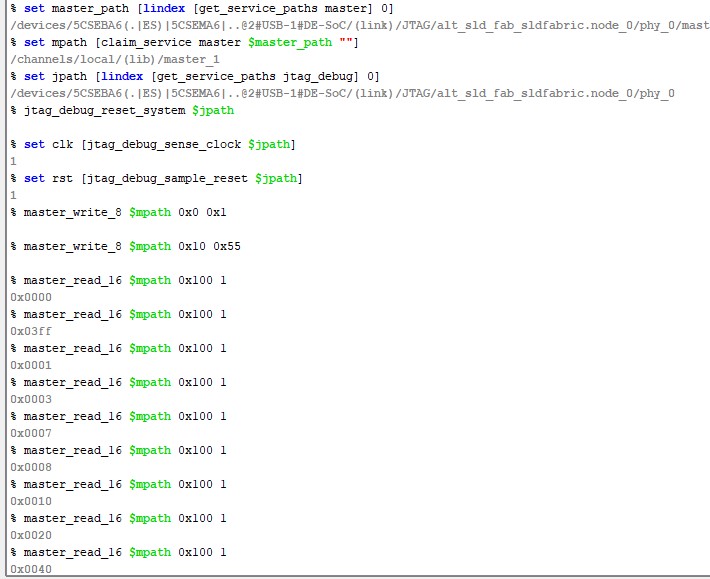 % set master_path [lindex [get_service_paths master] 0]
/devices/5CSEBA6(.|ES)|5CSEMA6|..@2#USB-1#DE-SoC/(link)/JTAG/alt_sld_fab_sldfabric.node_0/phy_0/mast
% set mpath [claim_service master $master_path ""]
/channels/local/(lib)/master_1
% set jpath [lindex [get_service_paths jtag_debug] 0]
/devices/5CSEBA6(.|ES)|5CSEMA6|..@2#USB-1#DE-SoC/(link)/JTAG/alt_sld_fab_sldfabric.node_0/phy_0
% jtag_debug_reset_system $jpath
% set clk [jtag_debug_sense_clock $jpath]
1
% set rst [jtag_debug_sample_reset $jpath]
1
% master_write_8 $mpath 0x0 0x1
% master_write_8 $mpath 0x10 0x55
% master_read_16 $mpath 0x100 1
0x0000
% master_read_16 $mpath 0x100 1
0x03ff
% master_read_16 $mpath 0x100 1
0x0001
% master_read_16 $mpath 0x100 1
0x0003
% master_read_16 $mpath 0x100 1
0x0007
% master_read_16 $mpath 0x100 1
0x0008
% master_read_16 $mpath 0x100 1
0x0010
% master_read_16 $mpath 0x100 1
0x0020
% master_read_16 $mpath 0x100 1
0x0040